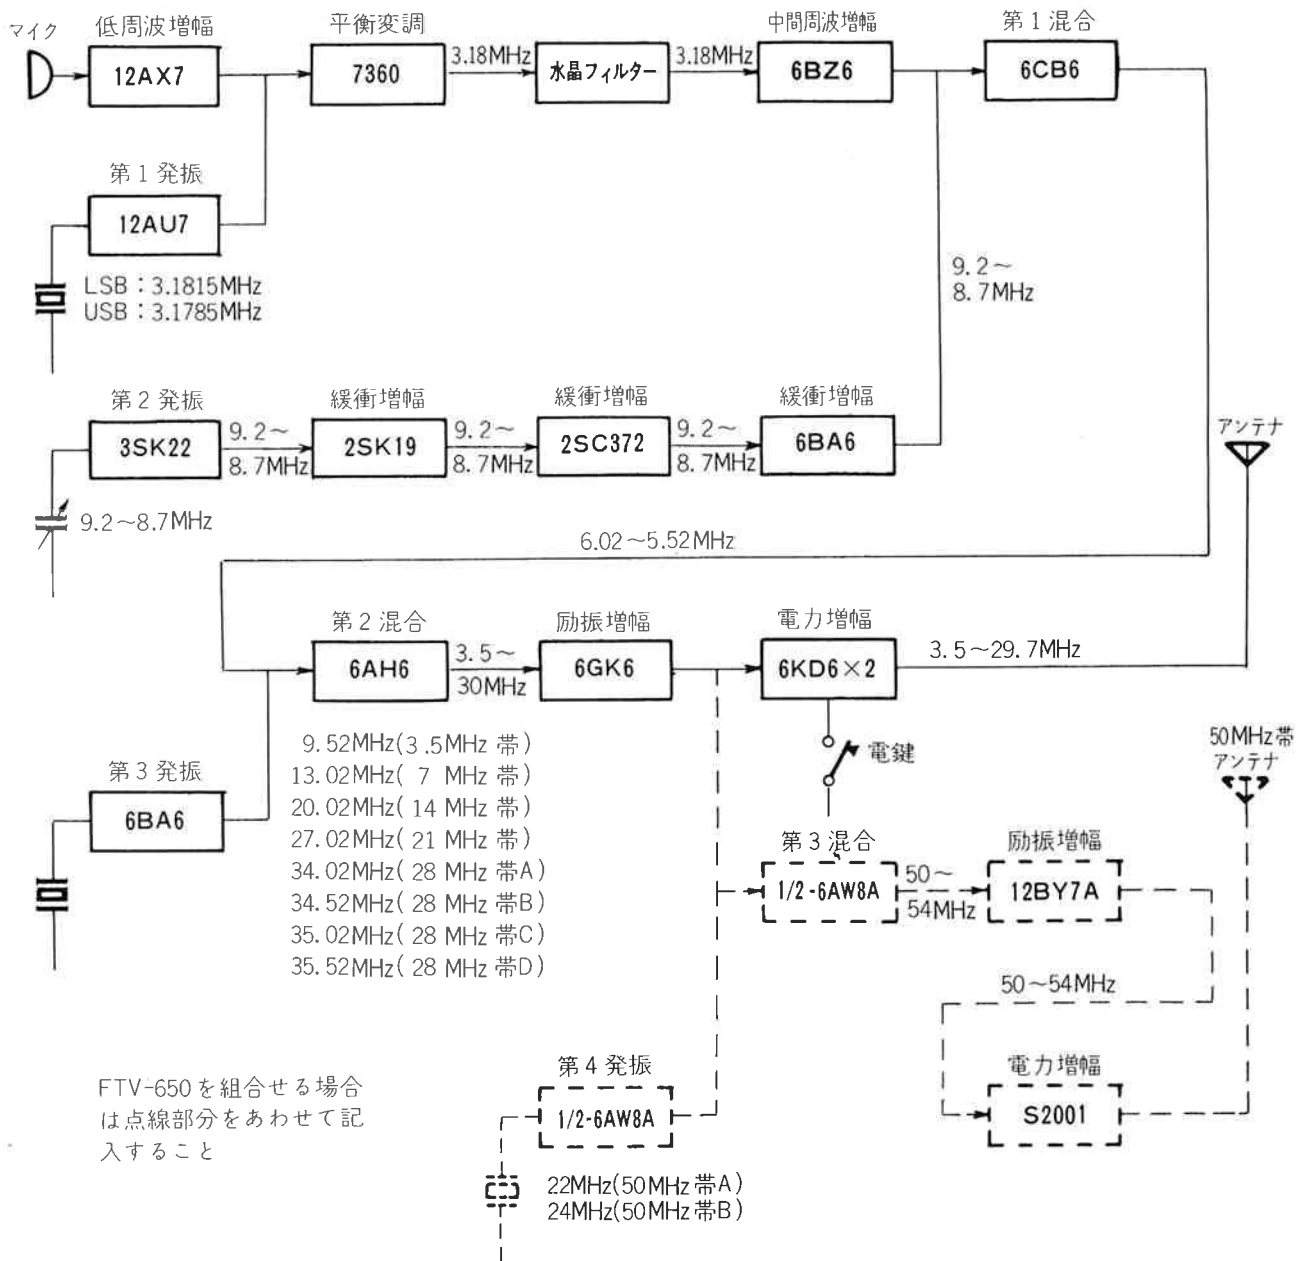 マイク
低周波増幅
12AX7
平衡変調
7360
3.18MHz
水晶フィルター
3.18MHz
中間周波増幅
6BZ6
第1混合
6CB6
第1発振
12AU7
LSB：3.1815MHz
USB：3.1785MHz
9.2～
8.7MHz
第2発振
3SK22
9.2～
8.7MHz
緩衝増幅
2SK19
9.2～
8.7MHz
緩衝増幅
2SC372
9.2～
8.7MHz
緩衝増幅
6BA6
アンテナ
9.2～8.7MHz
6.02～5.52MHz
第2混合
6AH6
3.5～
30MHz
励振増幅
6GK6
電力増幅
6KD6×2
3.5～29.7MHz
電鍵
50MHz帯
アンテナ
第3発振
6BA6
9.52MHz(3.5MHz帯)
13.02MHz( 7 MHz帯)
20.02MHz( 14 MHz帯)
27.02MHz( 21 MHz帯)
34.02MHz( 28 MHz帯A)
34.52MHz( 28 MHz帯B)
35.02MHz( 28 MHz帯C)
35.52MHz( 28 MHz帯D)
第3混合
1/2-6AW8A
50～
54MHz
励振増幅
12BY7A
50～54MHz
電力増幅
S2001
第4発振
1/2-6AW8A
22MHz(50MHz帯A)
24MHz(50MHz帯B)
FTV-650を組合せる場合
は点線部分をあわせて記
入すること